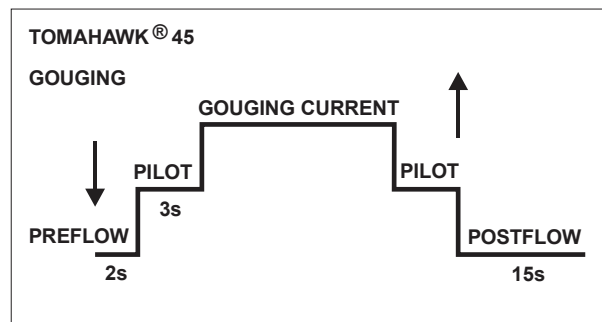 TOMAHAWK® 45
GOUGING
GOUGING CURRENT
PILOT
PILOT
3s
PREFLOW
POSTFLOW
2s
15s